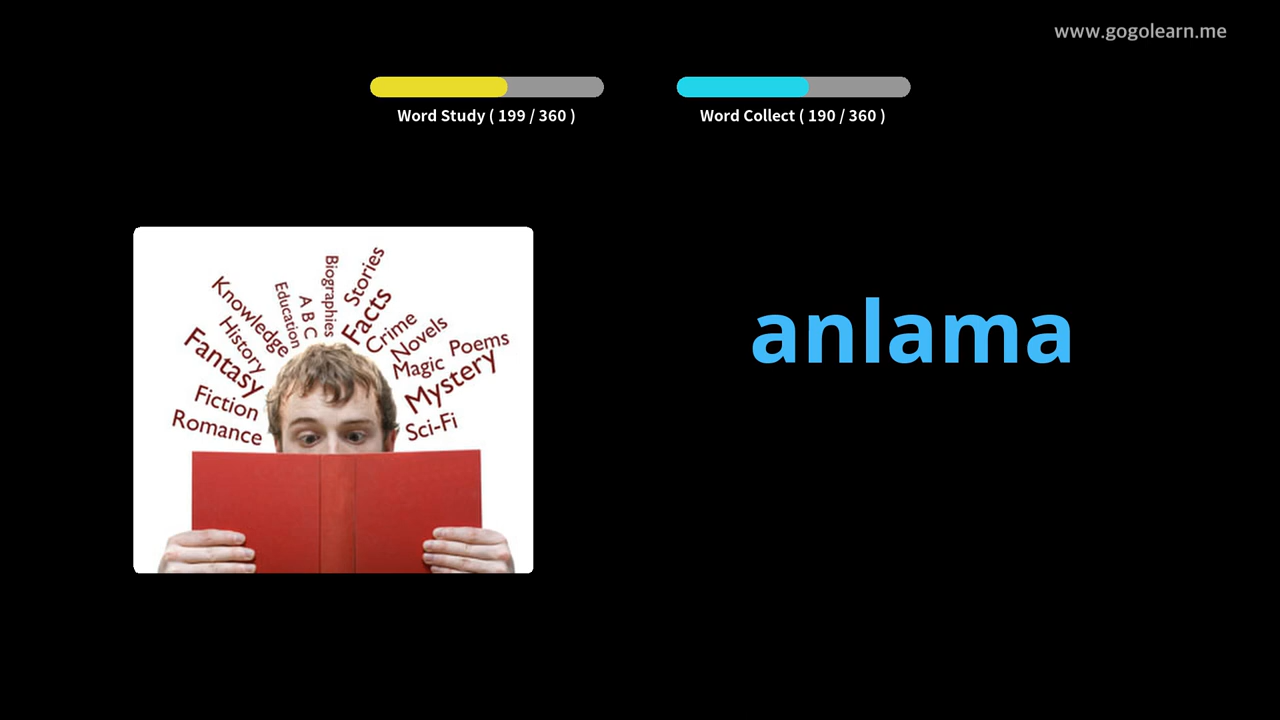 www.gogolearn.me
Word Study ( 199 / 360 )
Word Collect ( 190 / 360 )
Knowledge
Education
A B C
Biographies
Stories
History
Facts
Crime
Novels
Fantasy
Magic
Poems
Mystery
Fiction
Romance
Sci-Fi
anlama